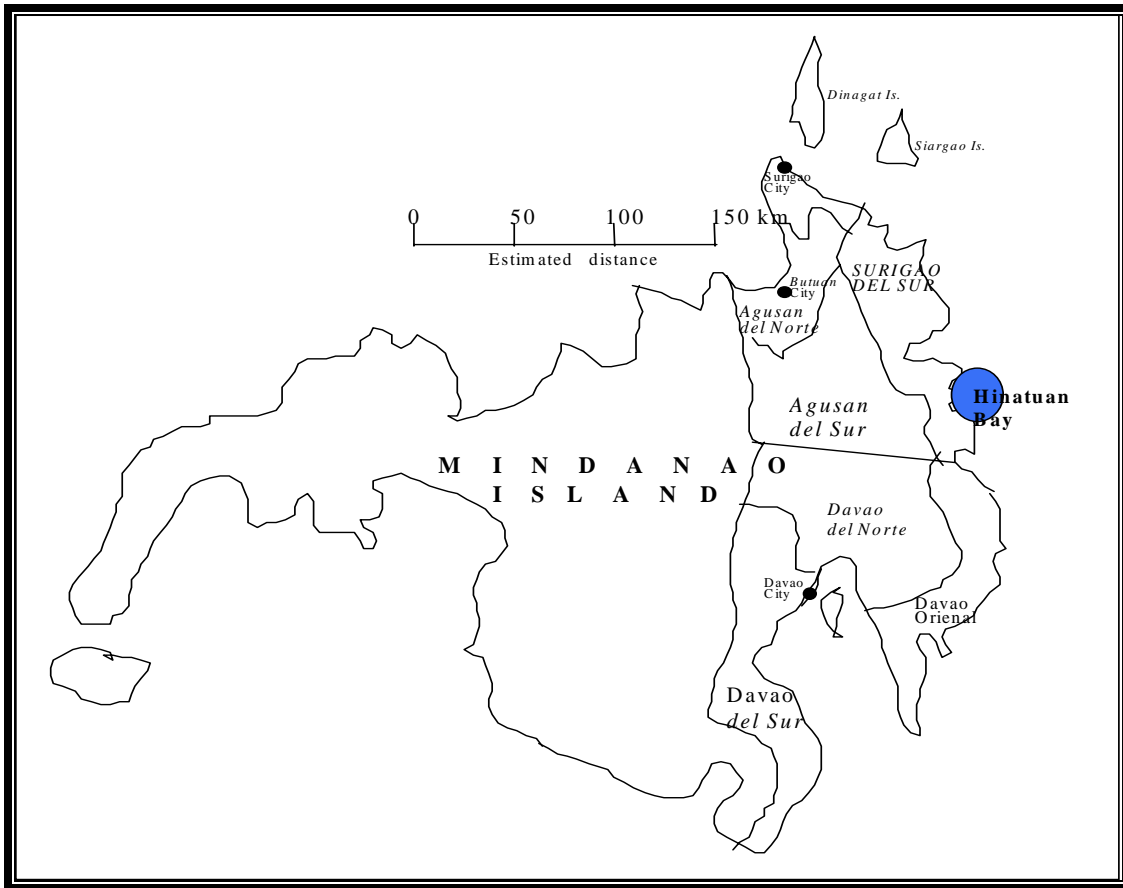 Dinagat Is.
Siargao Is.
Surigao
City
0 50 100 150 km
Estimated distance
SURIGAO
DEL SUR
Butuan
City
Agusan
del Norte
Hinatuan
Bay
Agusan
del Sur
M I N D A N A O
I S L A N D
Davao
del Norte
Davao
City
Davao
Orienal
Davao
del Sur